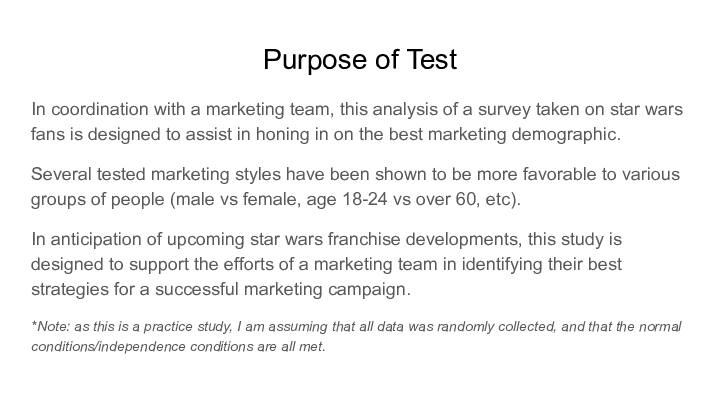 Purpose of Test
In coordination with a marketing team, this analysis of a survey taken on star wars
fans is designed to assist in honing in on the best marketing demographic.
Several tested marketing styles have been shown to be more favorable to various
groups of people (male vs female, age 18-24 vs over 60, etc).
In anticipation of upcoming star wars franchise developments, this study is
designed to support the efforts of a marketing team in identifying their best
strategies for a successful marketing campaign.
*Note: as this is a practice study, I am assuming that all data was randomly collected, and that the normal
conditions/independence conditions are all met.